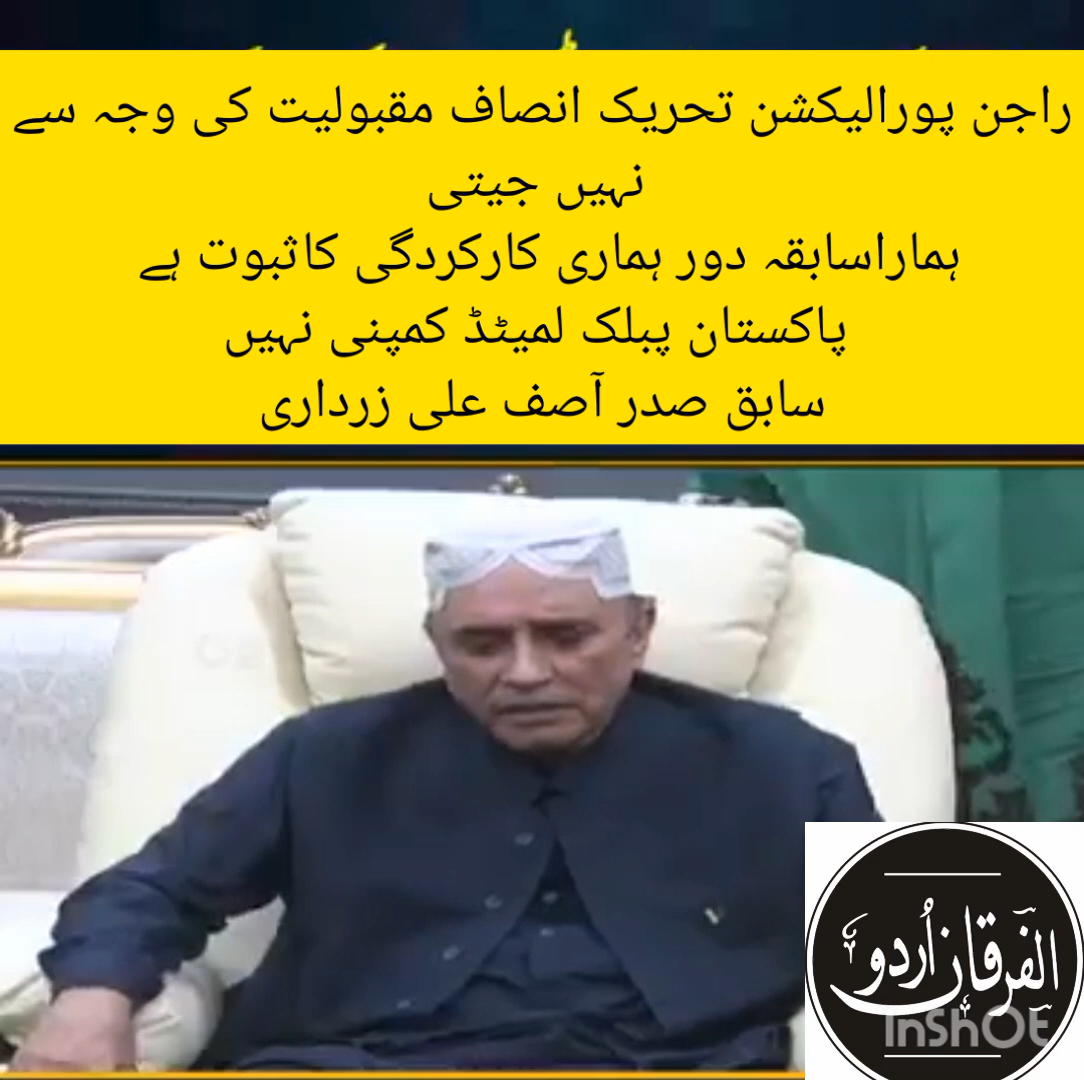 راجن پورالیکشن تحریک انصاف مقبولیت کی وجہ سے
نہیں جیتی
ہماراسابقہ دور ہماری کارکردگی کاثبوت ہے
پاکستان پبلک لمیٹڈ کمپنی نہیں
سابق صدر آصف علی زرداری
الفرقان اُردو
InShOt